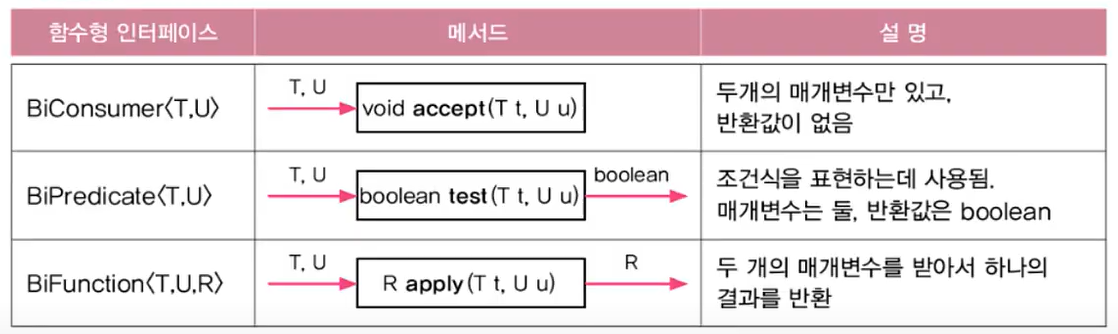 함수형 인터페이스
메서드
설 명
BiConsumer<T,U>
T, U
void accept(T t, U u)
두개의 매개변수만 있고,
반환값이 없음
BiPredicate<T,U>
T, U
boolean test(T t, U u)
boolean
조건식을 표현하는데 사용됨.
매개변수는 둘, 반환값은 boolean
BiFunction<T,U,R>
T, U
R apply(T t, U u)
R
두 개의 매개변수를 받아서 하나의
결과를 반환